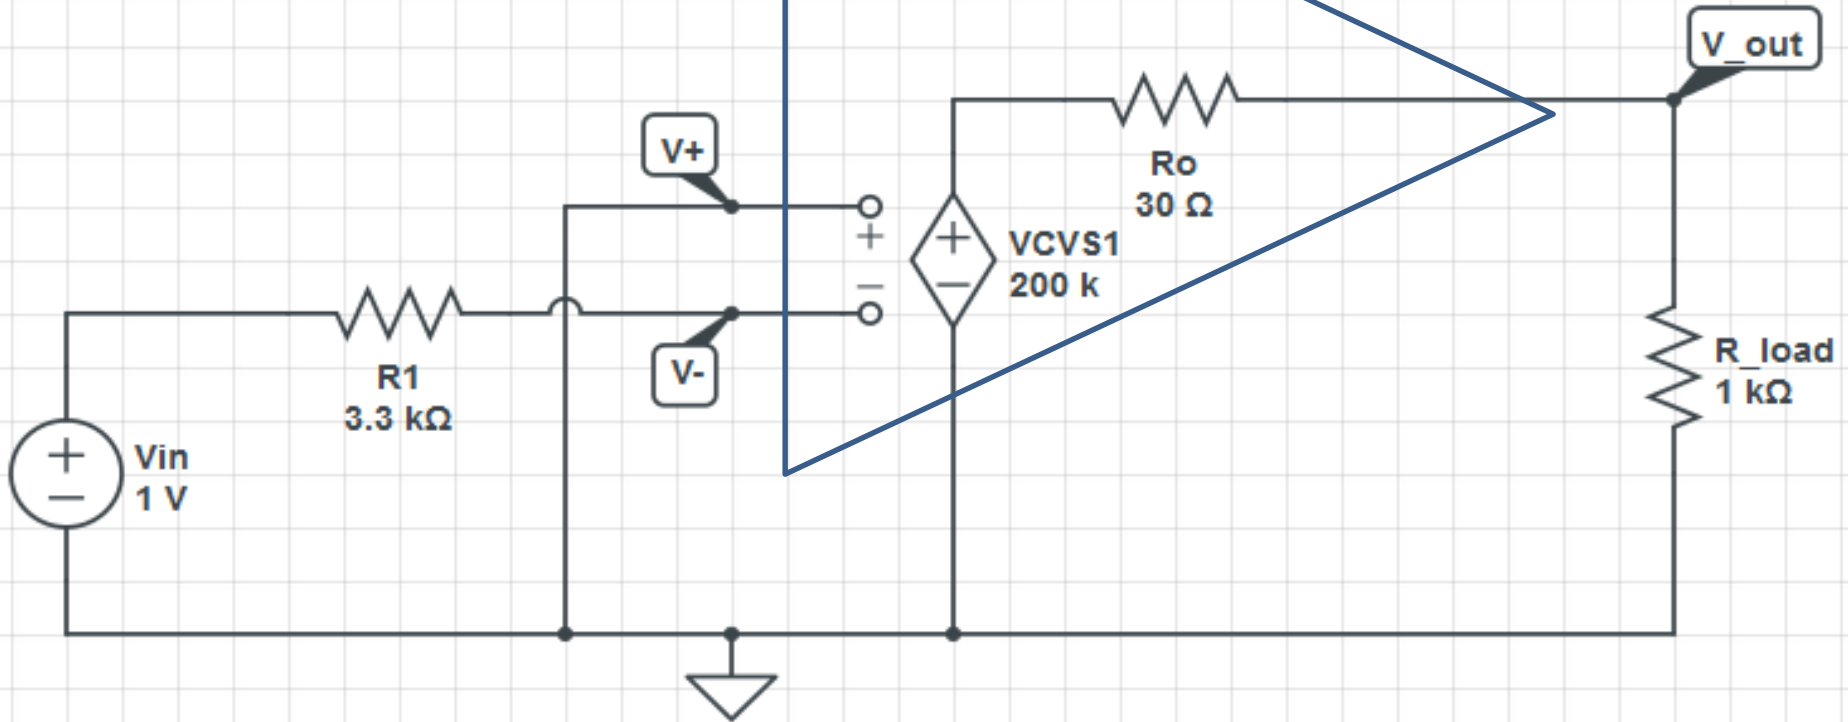 V_out
V+
Ro
30 Ω
VCVS1
200 k
R1
3.3 kΩ
V-
R_load
1 kΩ
Vin
1 V